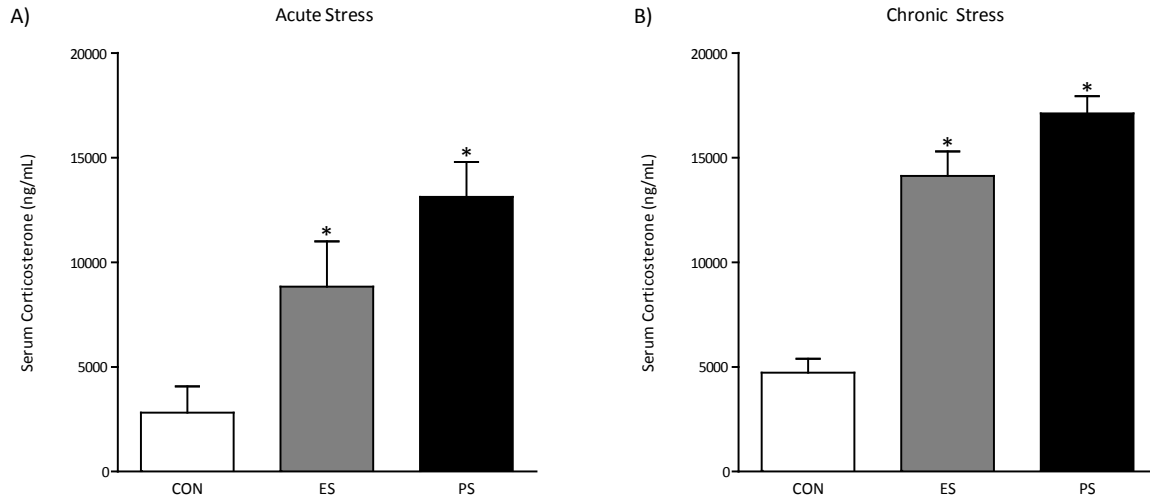 A)
Acute Stress
20000
15000
10000
5000
0
Serum Corticosterone (ng/mL)
*
*
CON
ES
PS
B)
Chronic Stress
20000
15000
10000
5000
0
Serum Corticosterone (ng/mL)
*
*
CON
ES
PS